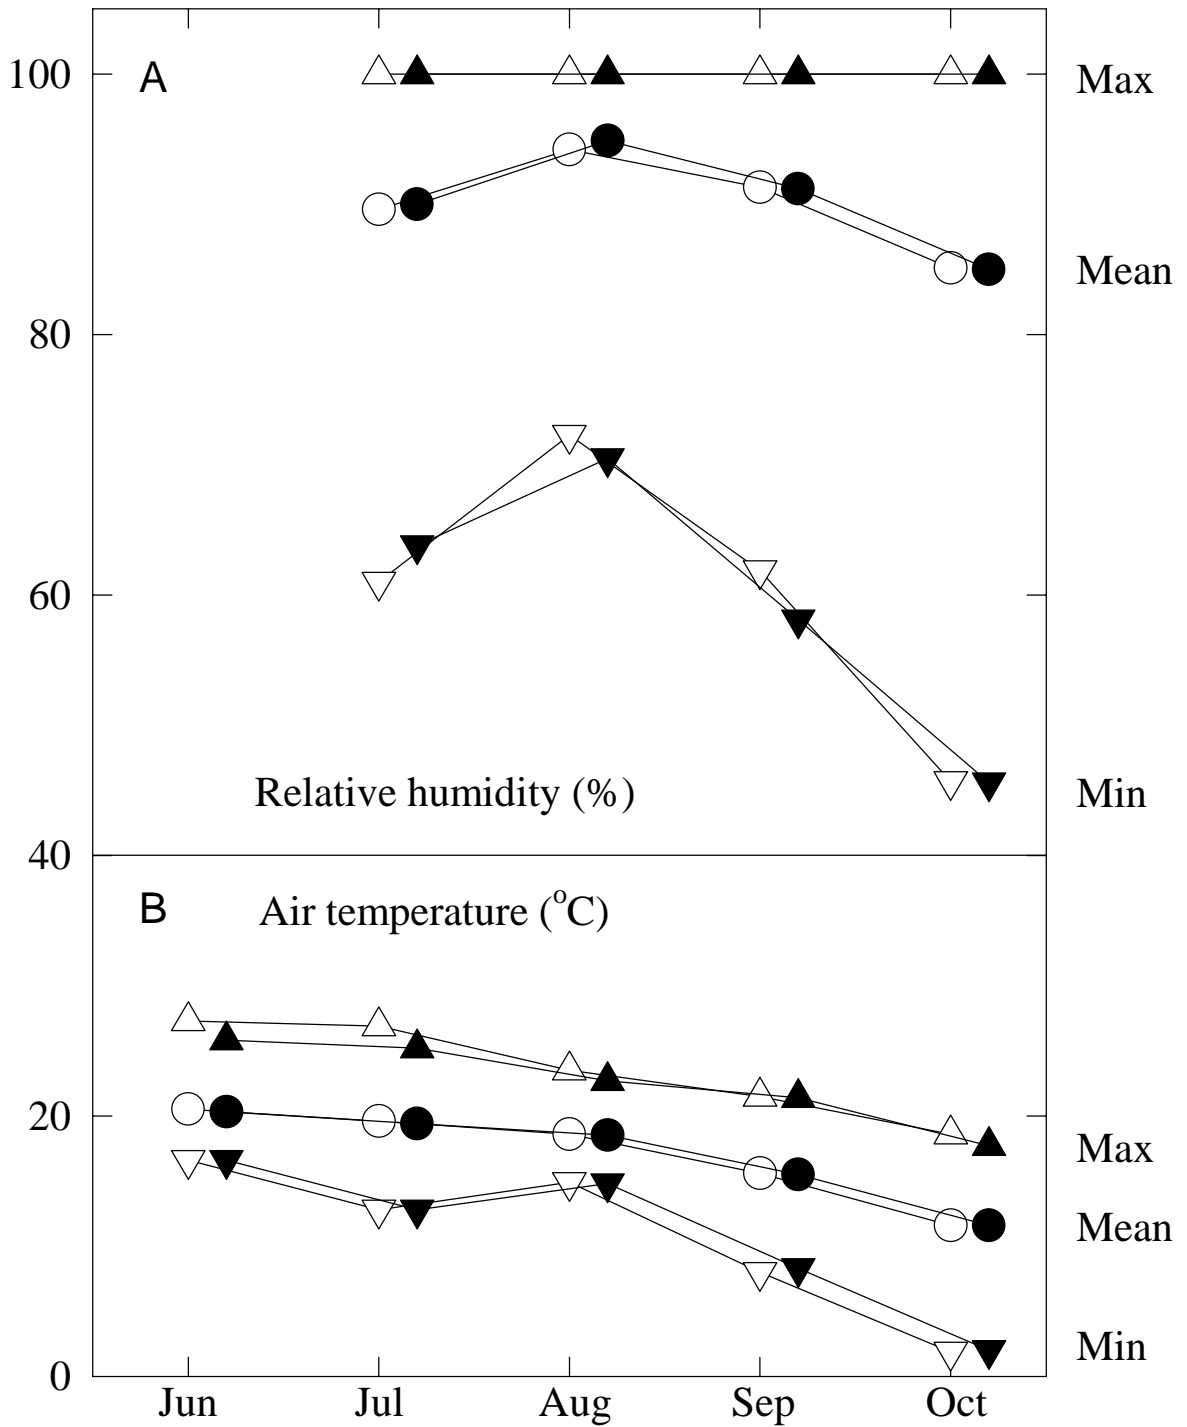 100
A
Max
Mean
80
60
Relative humidity (%)
Min
40
B
Air temperature (°C)
20
Max
Mean
Min
0
Jun Jul Aug Sep Oct